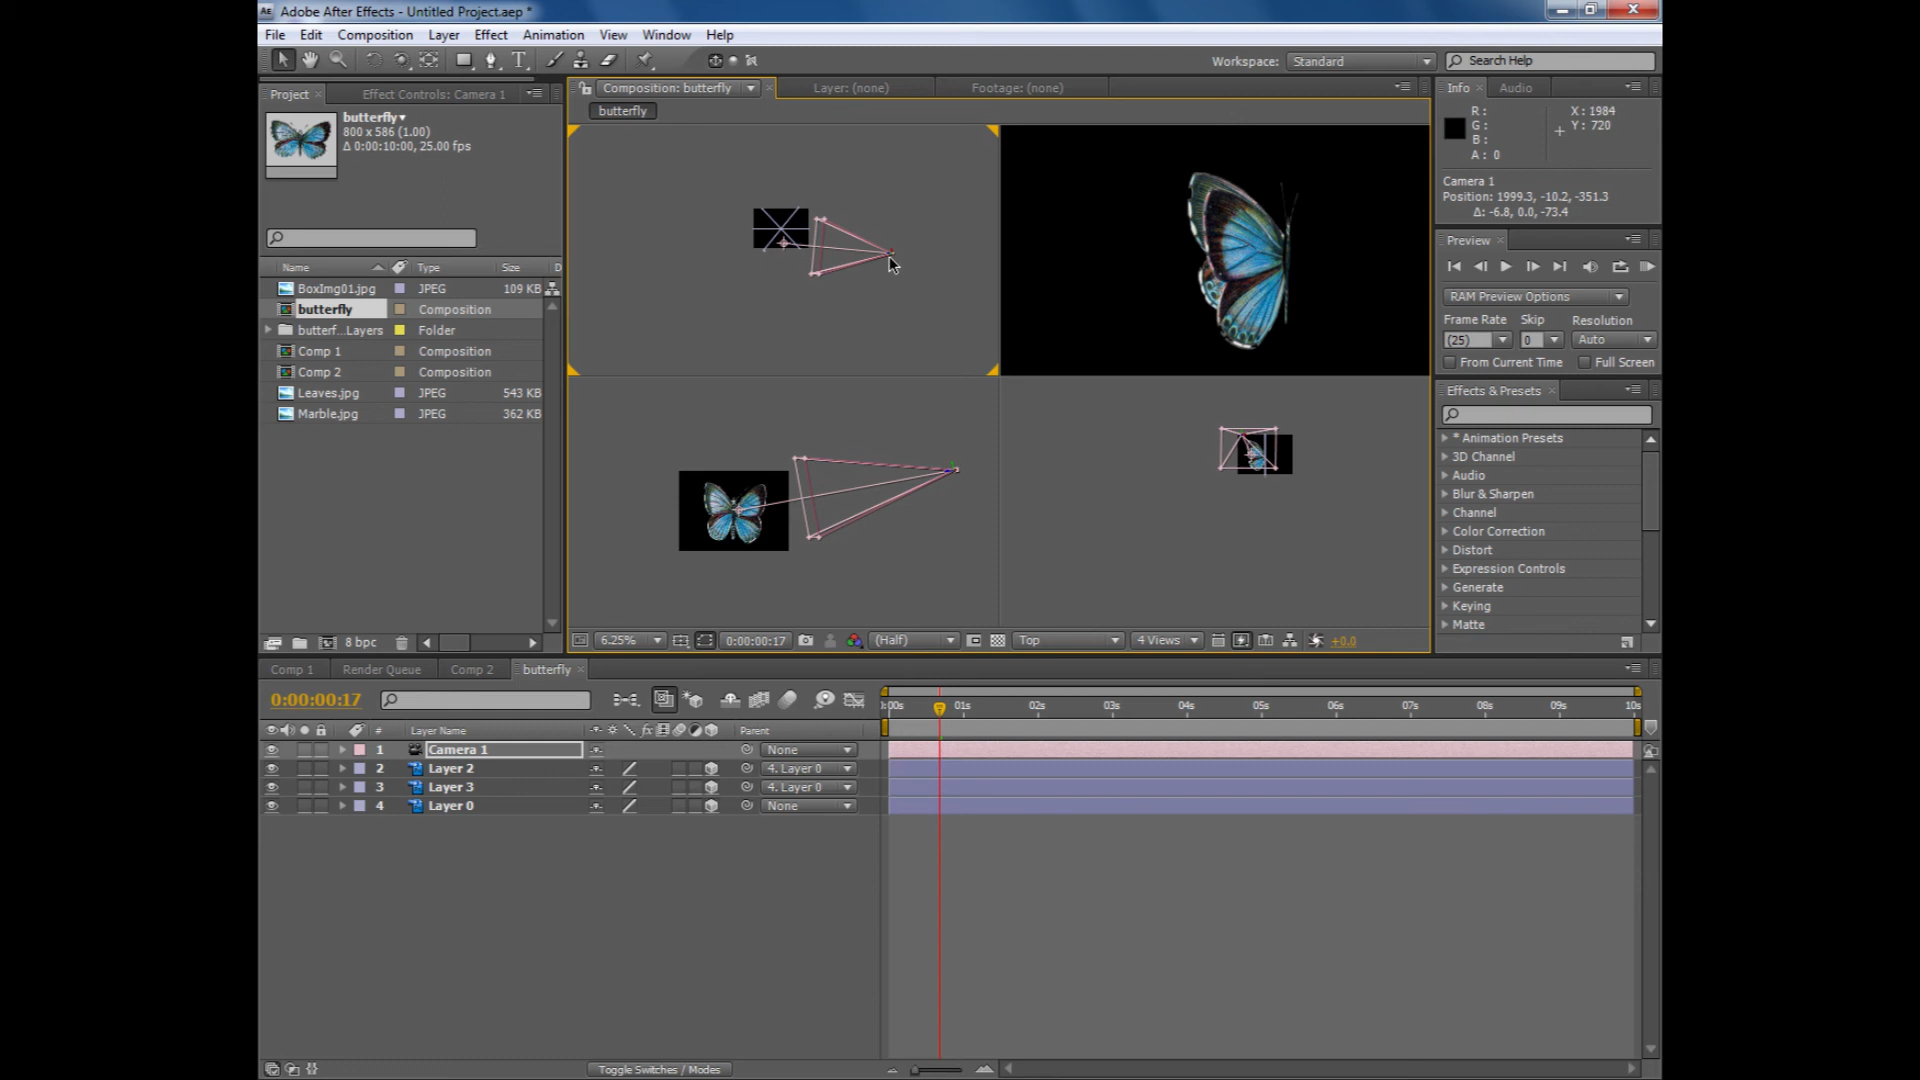 Adobe After Effects - Untitled Project.aep *
File Edit Composition Layer Effect Animation View Window Help
Workspace: Standard Search Help
Project Effect Controls: Camera 1
butterfly
800 x 586 (1.00)
Δ 0:00:10:00, 25.00 fps
Name Type Size D
BoxImg01.jpg JPEG 109 KB
butterfly Composition
butterf...Layers Folder
Comp 1 Composition
Comp 2 Composition
Leaves.jpg JPEG 543 KB
Marble.jpg JPEG 362 KB
8 bpc
Composition: butterfly Layer: (none) Footage: (none)
butterfly
6.25% 0:00:00:17 (Half) Top 4 Views +0.0
Info Audio
R: X: 1984
G: Y: 720
B:
A: 0
Camera 1
Position: 1999.3, -10.2, -351.3
Δ: -6.8, 0.0, -73.4
Preview
RAM Preview Options
Frame Rate Skip Resolution
(25) 0 Auto
From Current Time Full Screen
Effects & Presets
* Animation Presets
3D Channel
Audio
Blur & Sharpen
Channel
Color Correction
Distort
Expression Controls
Generate
Keying
Matte
Comp 1 Render Queue Comp 2 butterfly
0:00:00:17
:00s 01s 02s 03s 04s 05s 06s 07s 08s 09s 10s
# Layer Name fx Parent
1 Camera 1 None
2 Layer 2 4. Layer 0
3 Layer 3 4. Layer 0
4 Layer 0 None
Toggle Switches / Modes